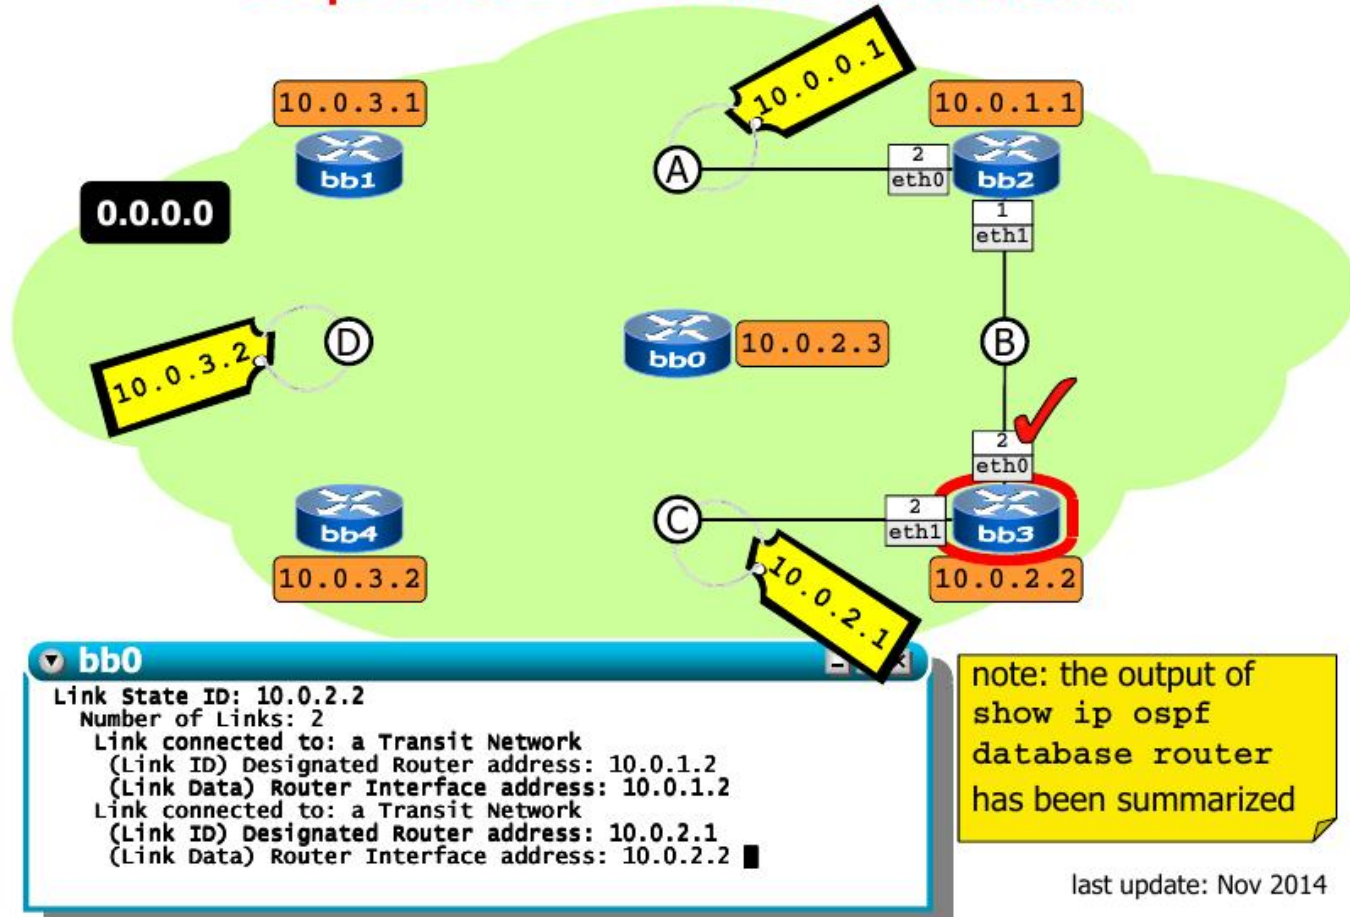 10.0.3.1
bb1
10.0.0.1
10.0.1.1
A
2
eth0
bb2
0.0.0.0
1
eth1
D
10.0.3.2
bb0
10.0.2.3
B
2
eth0
bb4
10.0.3.2
C
2
eth1
bb3
10.0.2.1
10.0.2.2
bb0
Link State ID: 10.0.2.2
Number of Links: 2
Link connected to: a Transit Network
(Link ID) Designated Router address: 10.0.1.2
(Link Data) Router Interface address: 10.0.1.2
Link connected to: a Transit Network
(Link ID) Designated Router address: 10.0.2.1
(Link Data) Router Interface address: 10.0.2.2
note: the output of
show ip ospf
database router
has been summarized
last update: Nov 2014